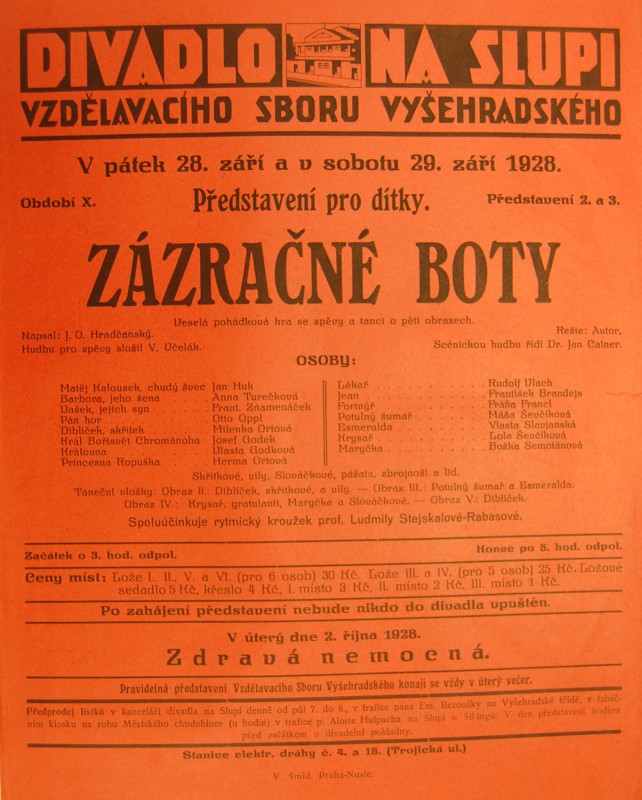 DIVADLO NA SLUPI
VZDĚLAVACÍHO SBORU VYŠEHRADSKÉHO
V pátek 28. září a v sobotu 29. září 1928.
Období X. Představení pro dítky. Představení 2. a 3.
ZÁZRAČNÉ BOTY
Veselá pohádková hra se zpěvy a tanci o pěti obrazech.
Napsal: J. O. Hradčanský. Režie: Autor.
Hudbu pro zpěvy složil V. Učelák. Scénickou hudbu řídí Dr. Jan Cainer.
OSOBY:
Matěj Kalousek, chudý švec Jan Huk
Barbora, jeho žena Anna Turečková
Vašek, jejich syn Frant. Znamenáček
Pán hor Otto Oppl
Diblíček, skřítek Milenka Ortová
Král Bořisvět Chrománoha Josef Godek
Královna Vlasta Godková
Princezna Ropuška Herma Ortová
Lékař Rudolf Vlach
Jean František Brandejs
Fortnýř Fráňa Francl
Potulný šumař Máša Ševčíková
Esmeralda Vlasta Slavjanská
Krysař Lola Ševčíková
Maryčka Boška Semotánová
Skřítkové, víly, Slováčkové, pážata, zbrojnoši a lid.
Taneční vložky: Obraz II.: Diblíček, skřítkové, a víly. — Obraz III.: Potulný šumař a Esmeralda.
Obraz IV.: Krysař, gratulanti, Maryčka a Slováčkové. — Obraz V.: Diblíček.
Spoluúčinkuje rytmický kroužek prof. Ludmily Stejskalové-Rabasové.
Začátek o 3. hod. odpol. Konec po 5. hod. odpol.
Ceny míst: Lože I. II., V. a VI. (pro 6 osob) 30 Kč. Lože III. a IV. (pro 5 osob) 25 Kč. Ložové
sedadlo 5 Kč, křeslo 4 Kč, I. místo 3 Kč, II. místo 2 Kč, III. místo 1 Kč.
Po zahájení představení nebude nikdo do divadla vpuštěn.
V úterý dne 2. října 1928.
Zdravá nemocná.
Pravidelná představení Vzdělavacího Sboru Vyšehradského konají se vždy v úterý večer.
Předprodej lístků v kanceláři divadla na Slupi denně od půl 7. do 8., v trafice pana Em. Bezoušky na Vyšehradské třídě, v tabáč-
ním kiosku na rohu Městského chudobince (u hodin) v trafice p. Aloise Hulpacha na Slupi u Šilingů. V den představení hodinu
před začátkem u divadelní pokladny.
Stanice elektr. dráhy č. 4 a 18. (Trojická ul.)
V. Šmíd, Praha-Nusle.